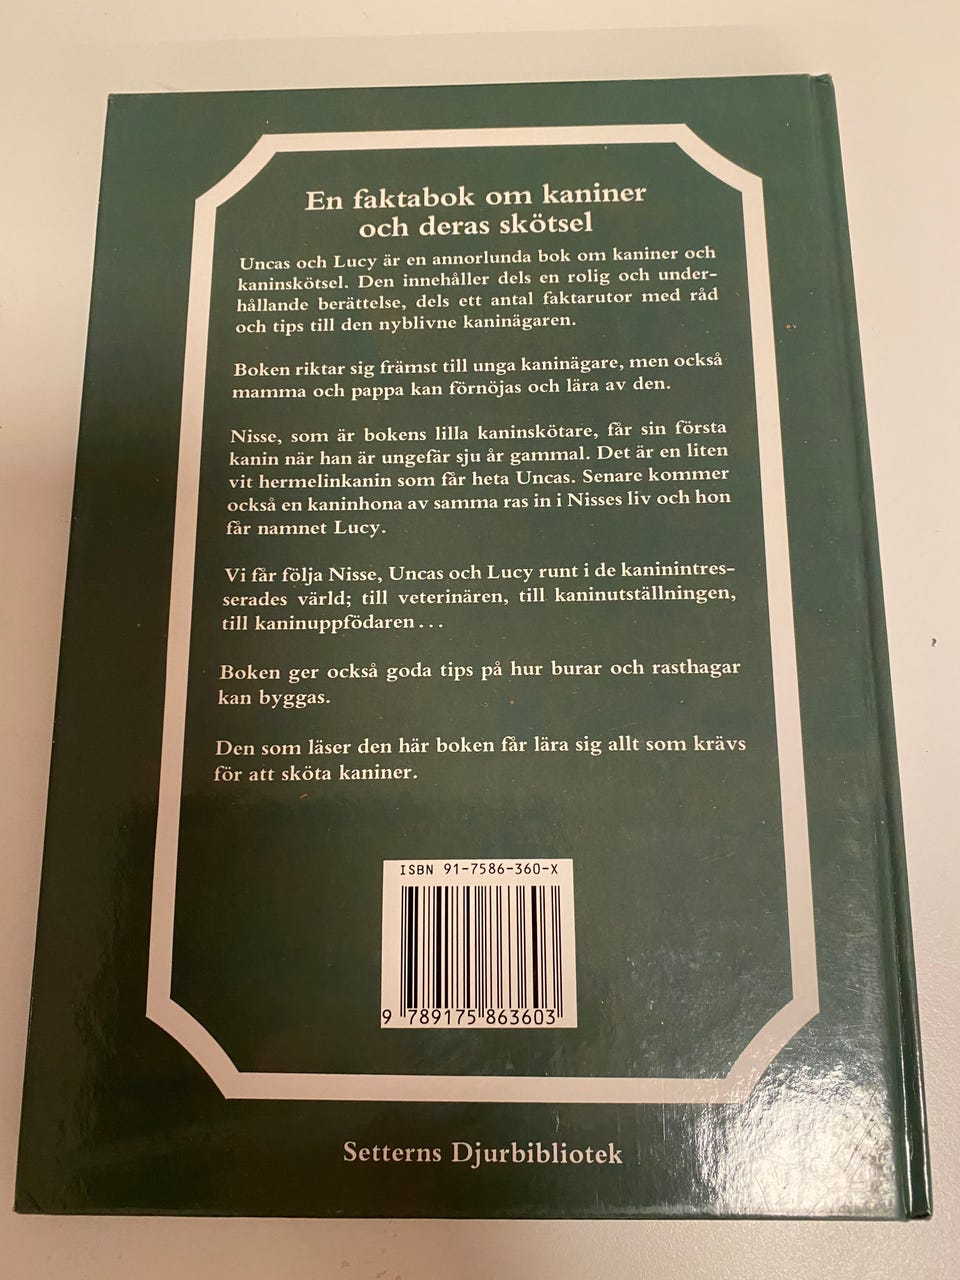 En faktabok om kaniner
och deras skötsel
Uncas och Lucy är en annorlunda bok om kaniner och
kaninskötsel. Den innehåller dels en rolig och under-
hållande berättelse, dels ett antal faktarutor med råd
och tips till den nyblivne kaninägaren.
Boken riktar sig främst till unga kaninägare, men också
mamma och pappa kan förnöjas och lära av den.
Nisse, som är bokens lilla kaninskötare, får sin första
kanin när han är ungefär sju år gammal. Det är en liten
vit hermelinkanin som får heta Uncas. Senare kommer
också en kaninhona av samma ras in i Nisses liv och hon
får namnet Lucy.
Vi får följa Nisse, Uncas och Lucy runt i de kaninintres-
serades värld; till veterinären, till kaninutställningen,
till kaninuppfödaren...
Boken ger också goda tips på hur burar och rasthagar
kan byggas.
Den som läser den här boken får lära sig allt som krävs
för att sköta kaniner.
ISBN 91-7586-360-X
9 789175 863603
Setterns Djurbibliotek